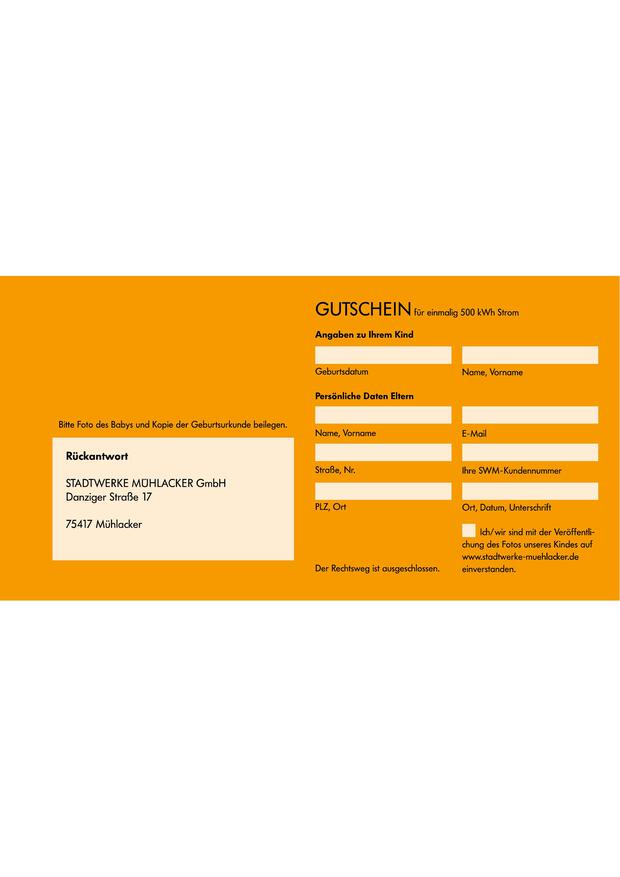 Bitte Foto des Babys und Kopie der Geburtsurkunde beilegen.
Rückantwort
STADTWERKE MÜHLACKER GmbH
Danziger Straße 17
75417 Mühlacker
GUTSCHEIN für einmalig 500 kWh Strom
Angaben zu Ihrem Kind
Geburtsdatum
Name, Vorname
Persönliche Daten Eltern
Name, Vorname
E-Mail
Straße, Nr.
Ihre SWM-Kundennummer
PLZ, Ort
Ort, Datum, Unterschrift
Ich/wir sind mit der Veröffentli-
chung des Fotos unseres Kindes auf
www.stadtwerke-muehlacker.de
einverstanden.
Der Rechtsweg ist ausgeschlossen.